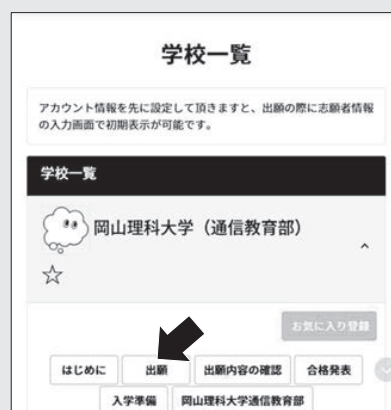 学校一覧
アカウント情報を先に設定して頂きますと、出願の際に志願者情報
の入力画面で初期表示が可能です。
学校一覧
岡山理科大学（通信教育部）
お気に入り登録
はじめに 出願 出願内容の確認 合格発表
入学準備 岡山理科大学通信教育部